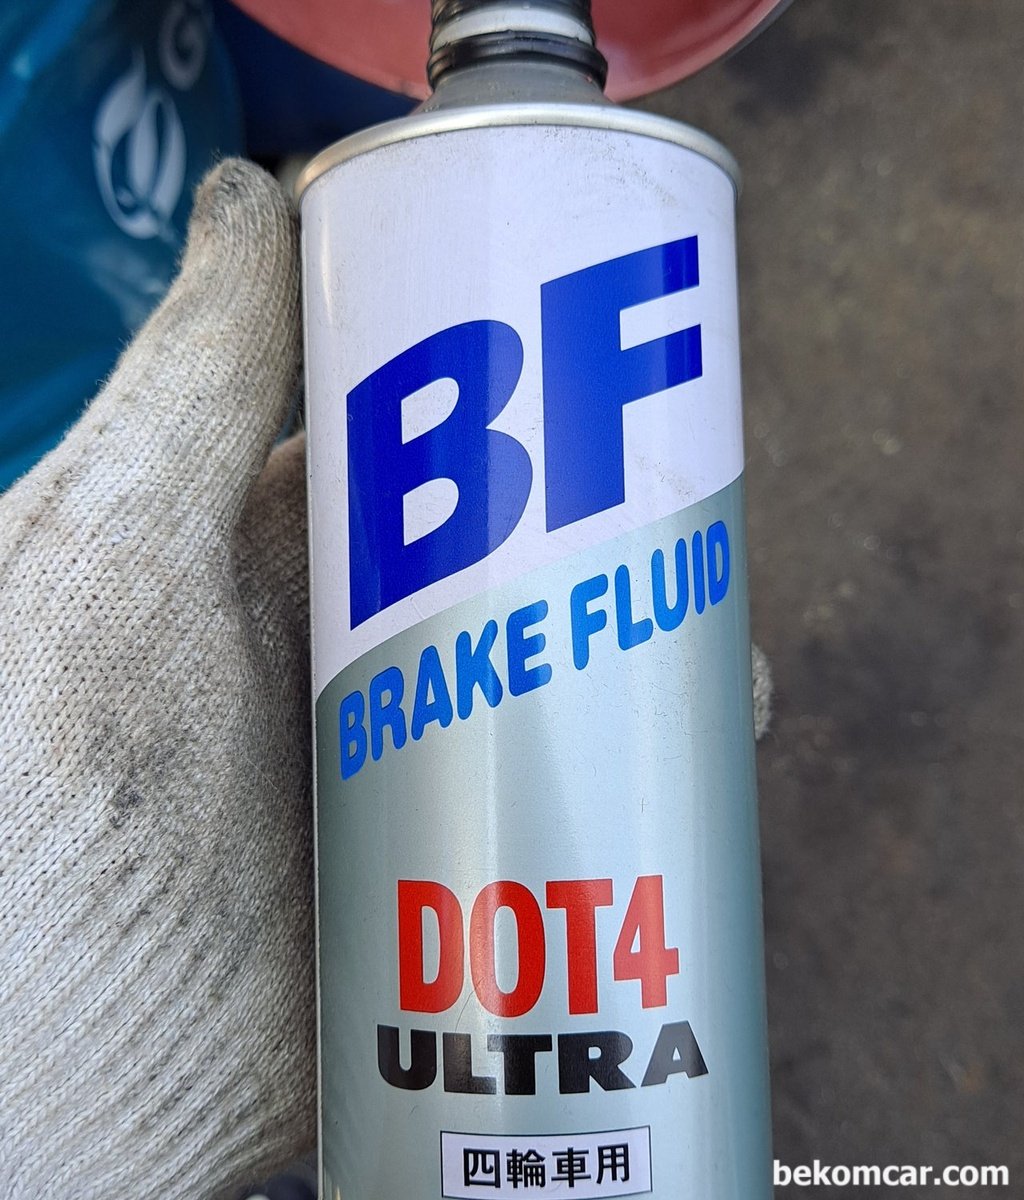 BF
BRAKE FLUID
DOT4
ULTRA
四輪車用
bekomcar.com